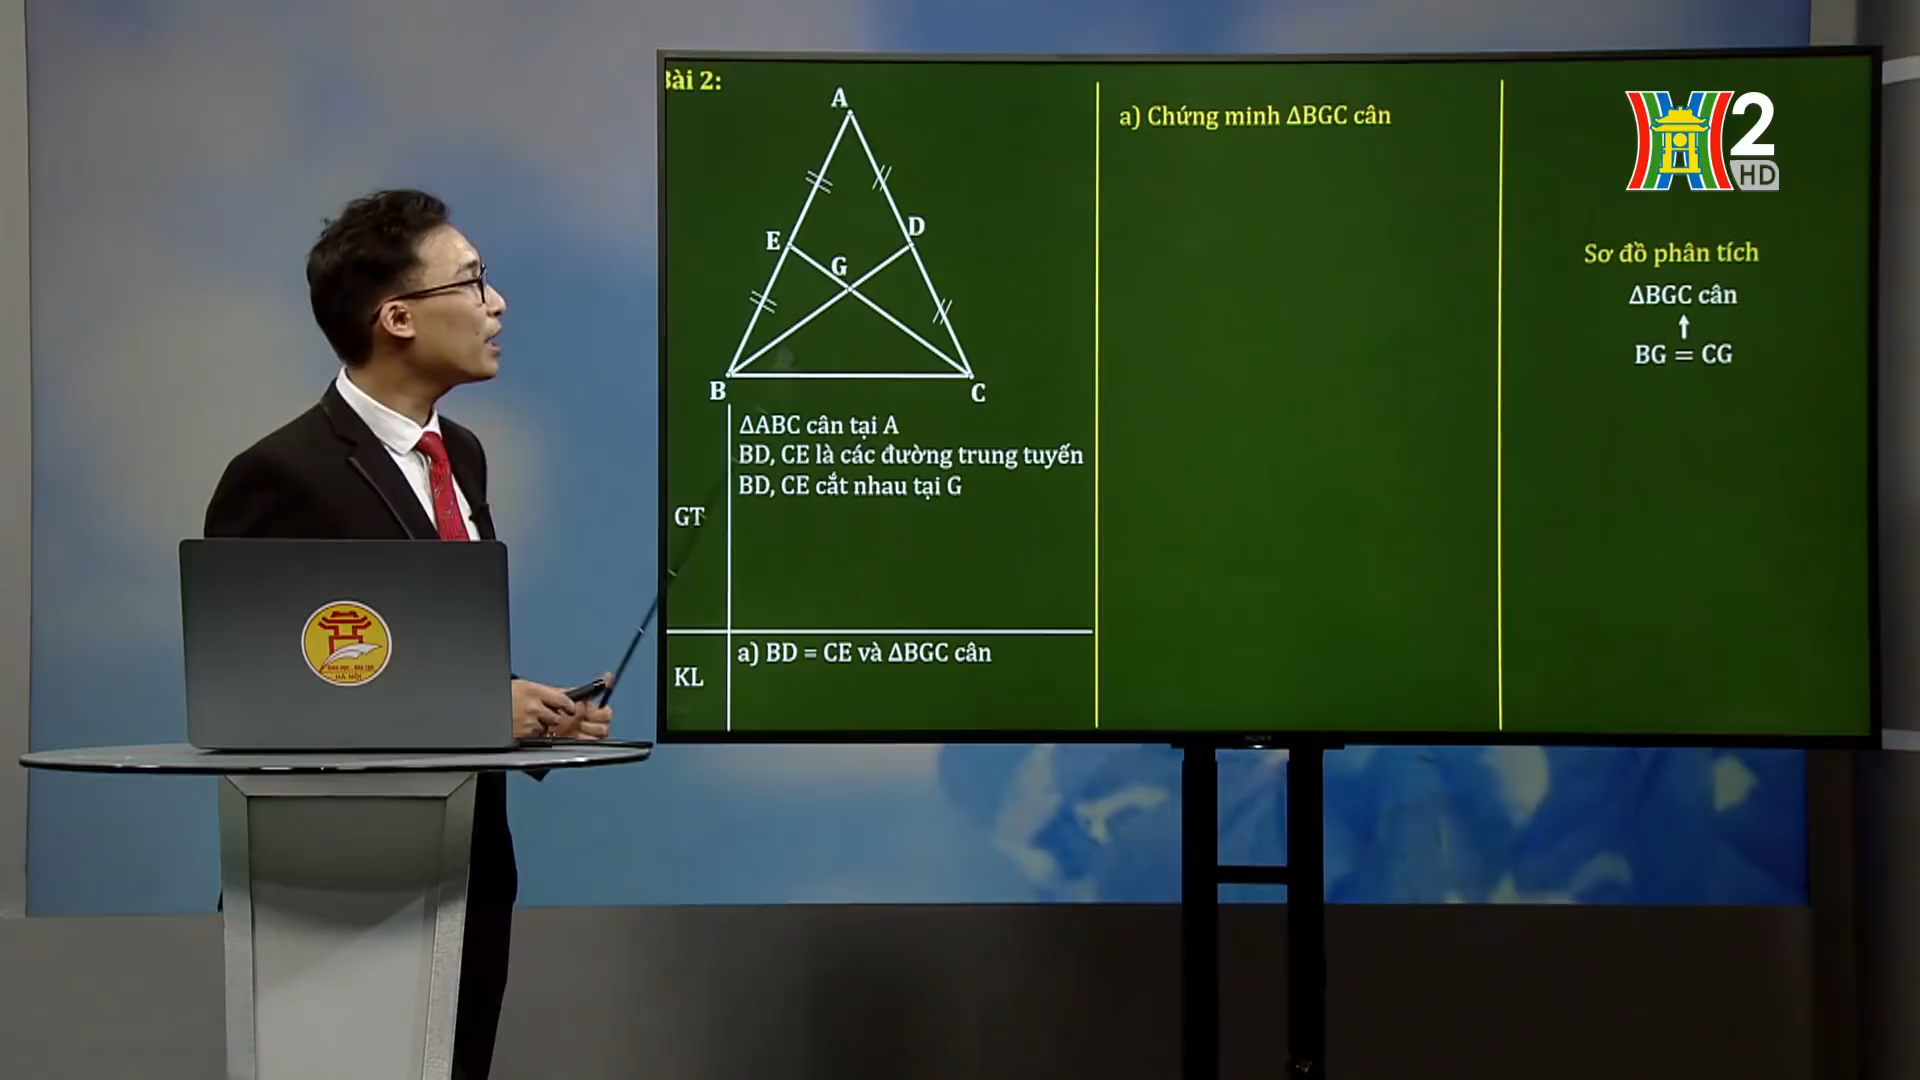 Bài 2:
A
E
D
G
B
C
ΔABC cân tại A
BD, CE là các đường trung tuyến
BD, CE cắt nhau tại G
GT
a) BD = CE và ΔBGC cân
KL
a) Chứng minh ΔBGC cân
2
HD
Sơ đồ phân tích
ΔBGC cân
BG = CG
HÀ NỘI